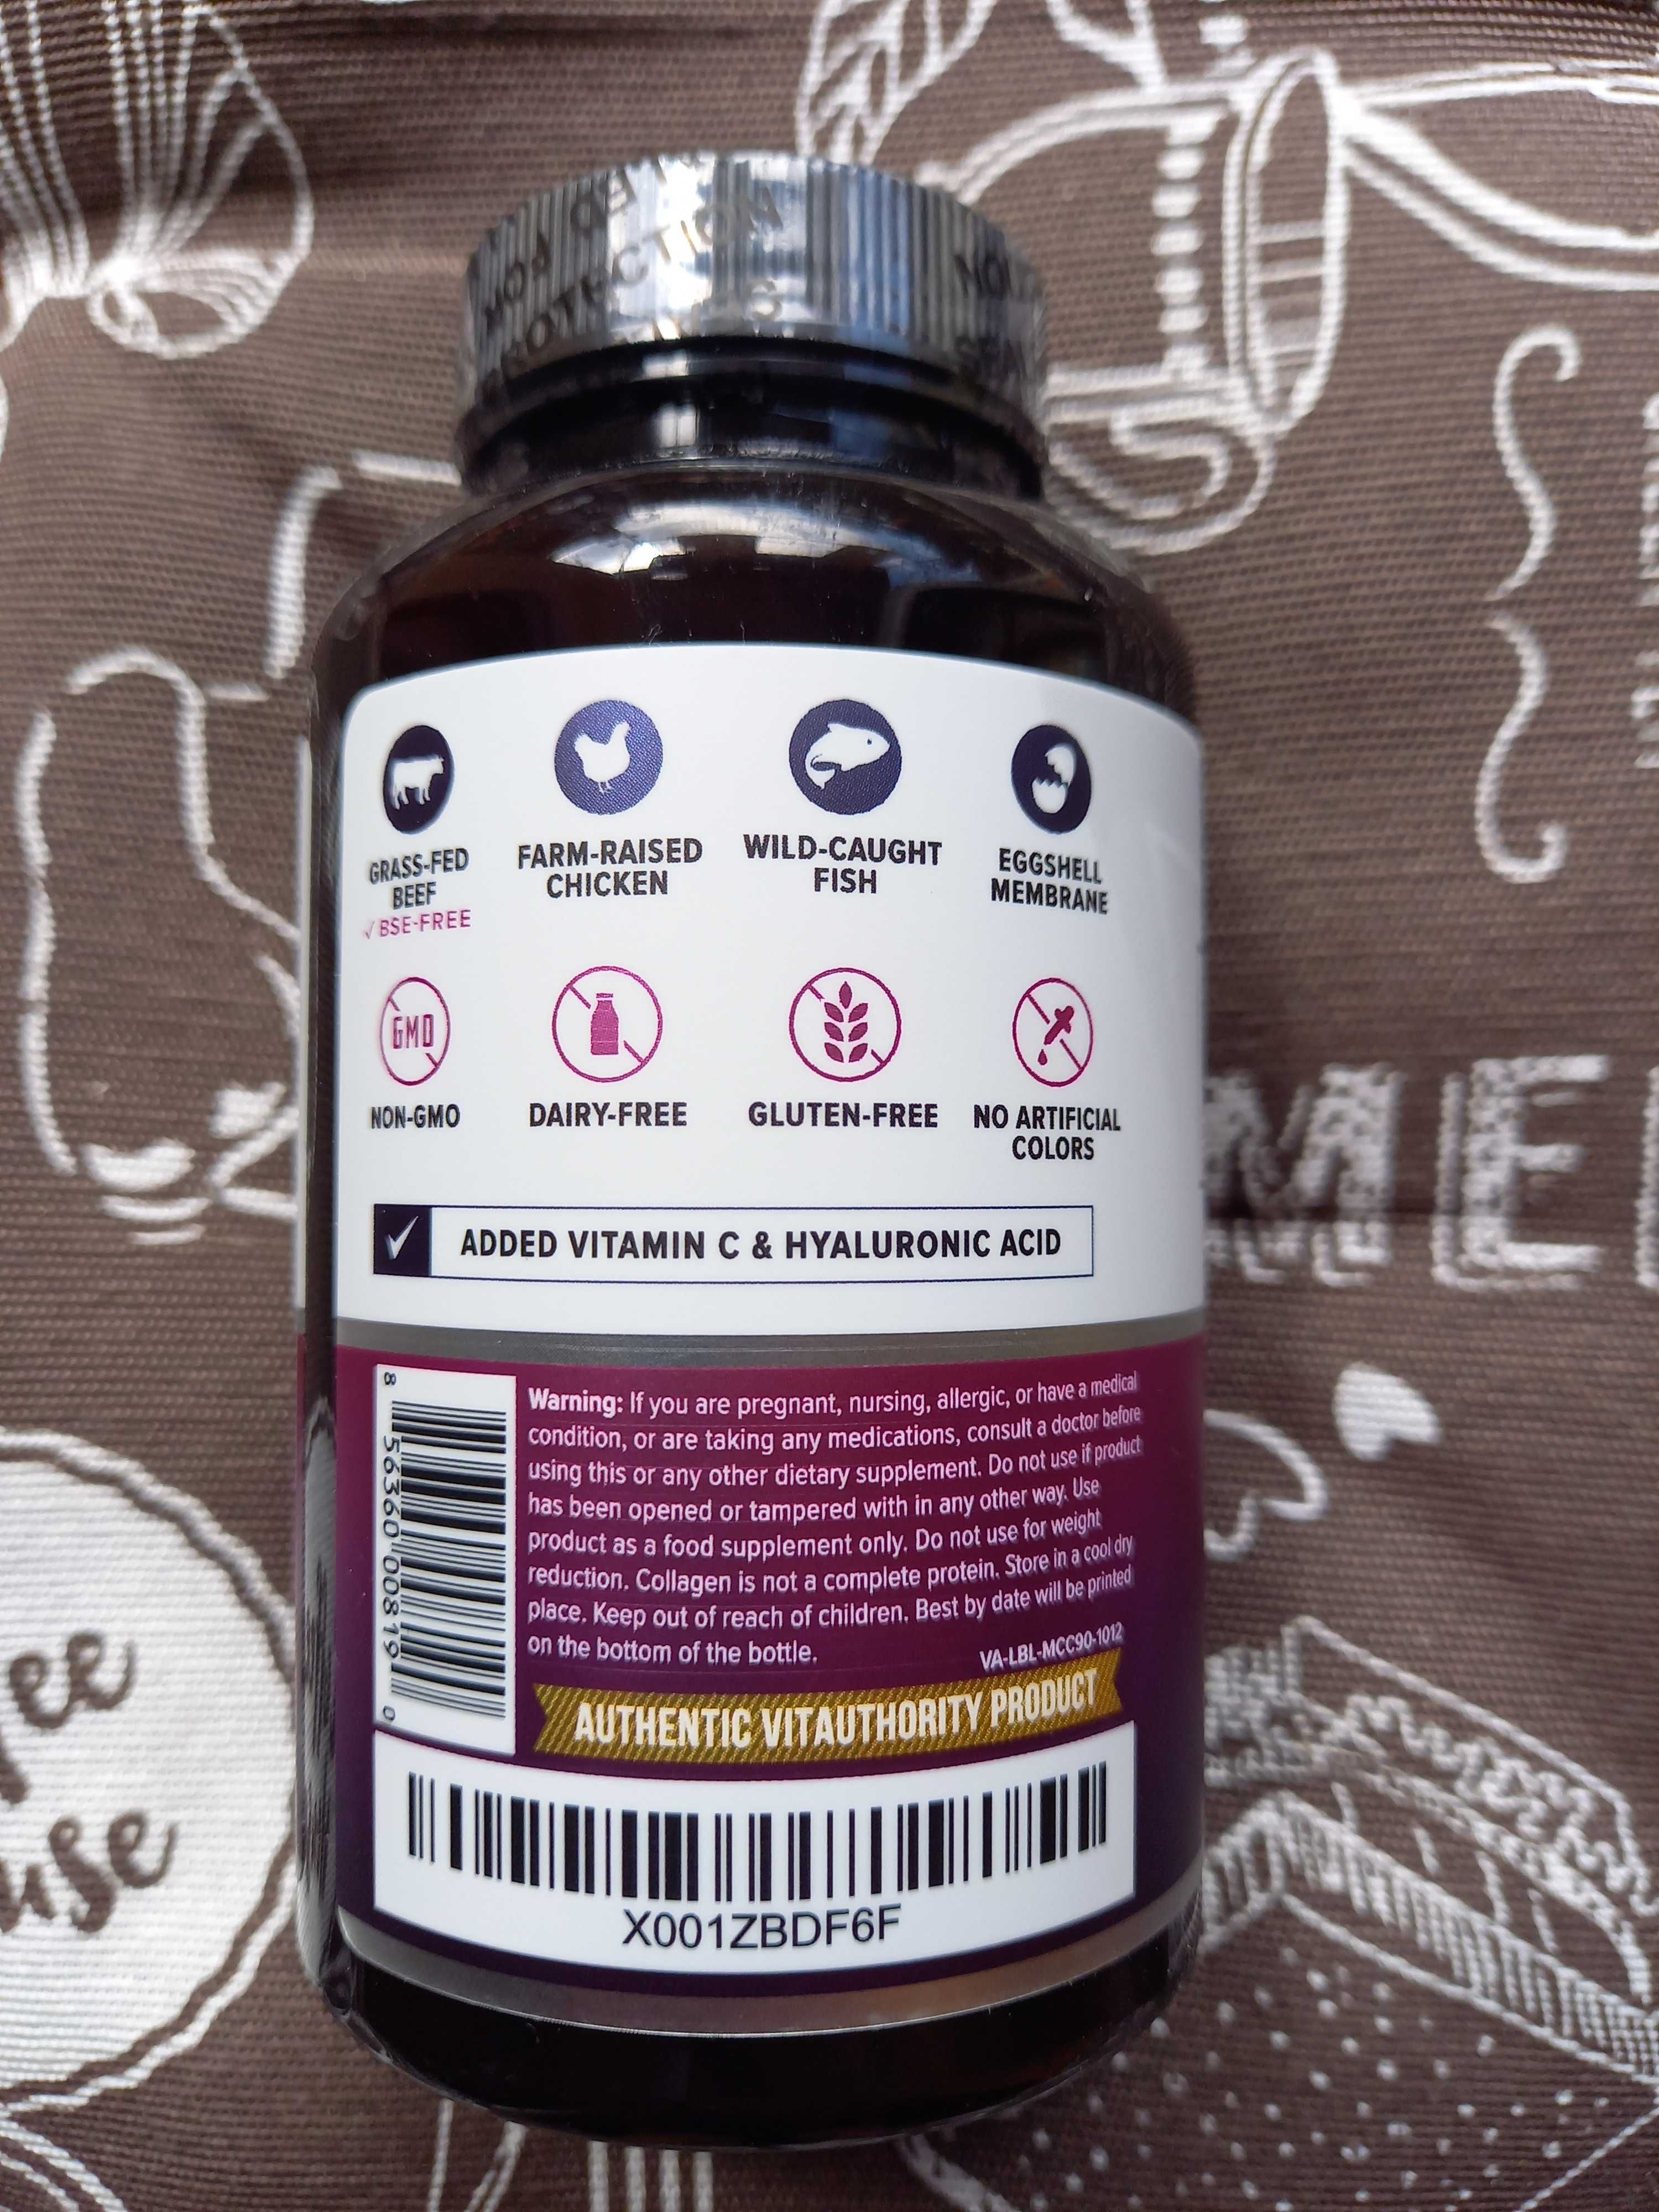 GRASS-FED
BEEF
✓ BSE-FREE
FARM-RAISED
CHICKEN
WILD-CAUGHT
FISH
EGGSHELL
MEMBRANE
GMO
NON-GMO
DAIRY-FREE
GLUTEN-FREE
NO ARTIFICIAL
COLORS
ADDED VITAMIN C & HYALURONIC ACID
8 56360 00819 0
Warning: If you are pregnant, nursing, allergic, or have a medical
condition, or are taking any medications, consult a doctor before
using this or any other dietary supplement. Do not use if product
has been opened or tampered with in any other way. Use
product as a food supplement only. Do not use for weight
reduction. Collagen is not a complete protein. Store in a cool dry
place. Keep out of reach of children. Best by date will be printed
on the bottom of the bottle.
VA-LBL-MCC90-1012
AUTHENTIC VITAUTHORITY PRODUCT
X001ZBDF6F